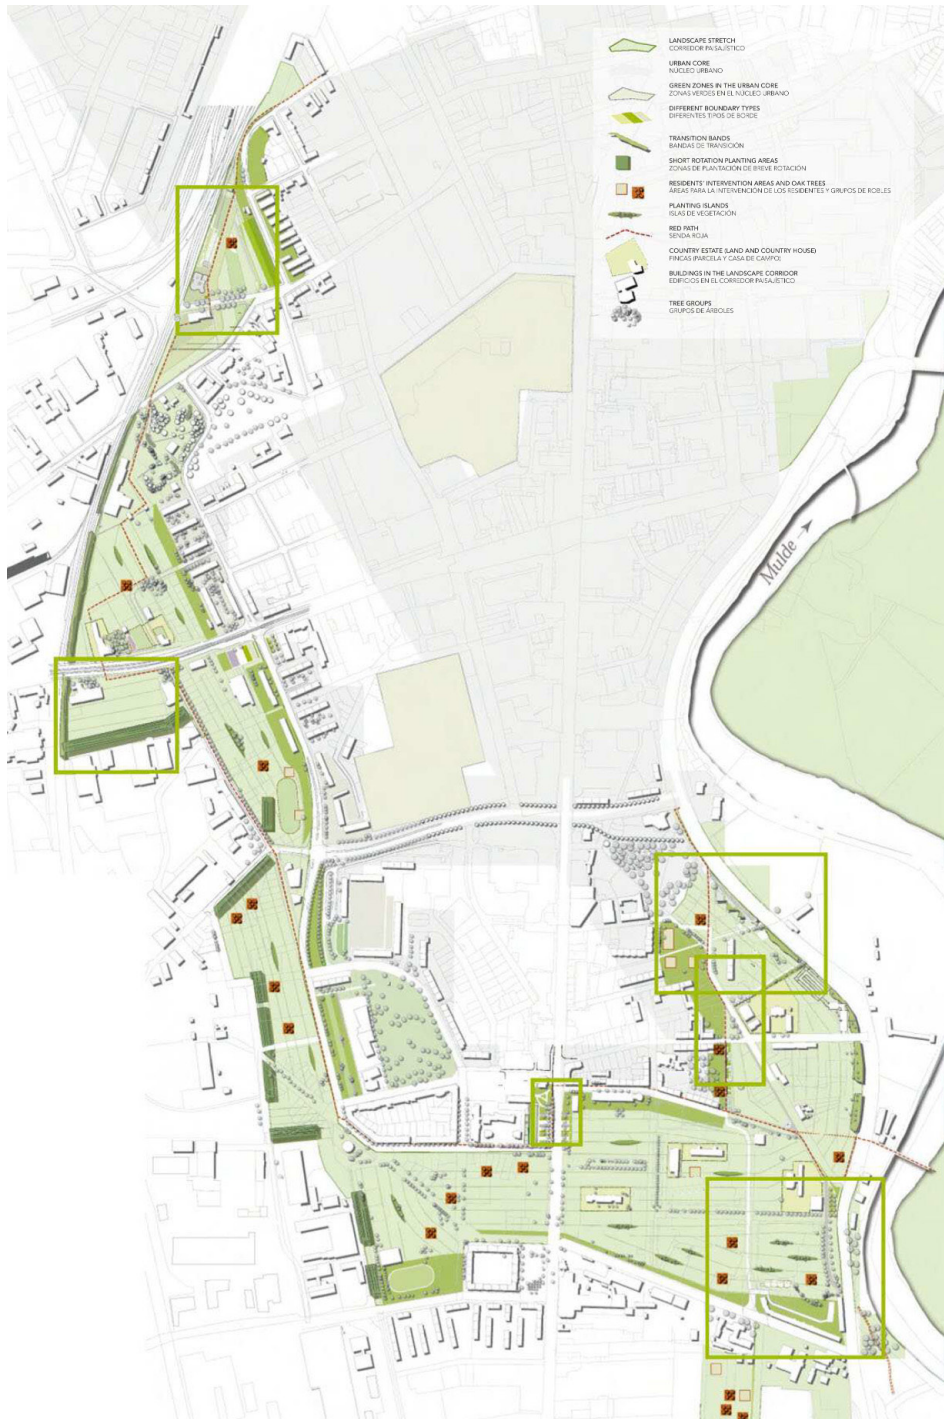 LANDSCAPE STRETCH
CORREDOR PAISAJÍSTICO
URBAN CORE
NÚCLEO URBANO
GREEN ZONES IN THE URBAN CORE
ZONAS VERDES EN EL NÚCLEO URBANO
DIFFERENT BOUNDARY TYPES
DIFERENTES TIPOS DE BORDE
TRANSITION BANDS
BANDAS DE TRANSICIÓN
SHORT ROTATION PLANTING AREAS
ZONAS DE PLANTACIÓN DE BREVE ROTACIÓN
RESIDENTS' INTERVENTION AREAS AND OAK TREES
ÁREAS PARA LA INTERVENCIÓN DE LOS RESIDENTES Y GRUPOS DE ROBLES
PLANTING ISLANDS
ISLAS DE VEGETACIÓN
RED PATH
SENDA ROJA
COUNTRY ESTATE (LAND AND COUNTRY HOUSE)
FINCAS (PARCELA Y CASA DE CAMPO)
BUILDINGS IN THE LANDSCAPE CORRIDOR
EDIFICIOS EN EL CORREDOR PAISAJÍSTICO
TREE GROUPS
GRUPOS DE ÁRBOLES
Mulde →